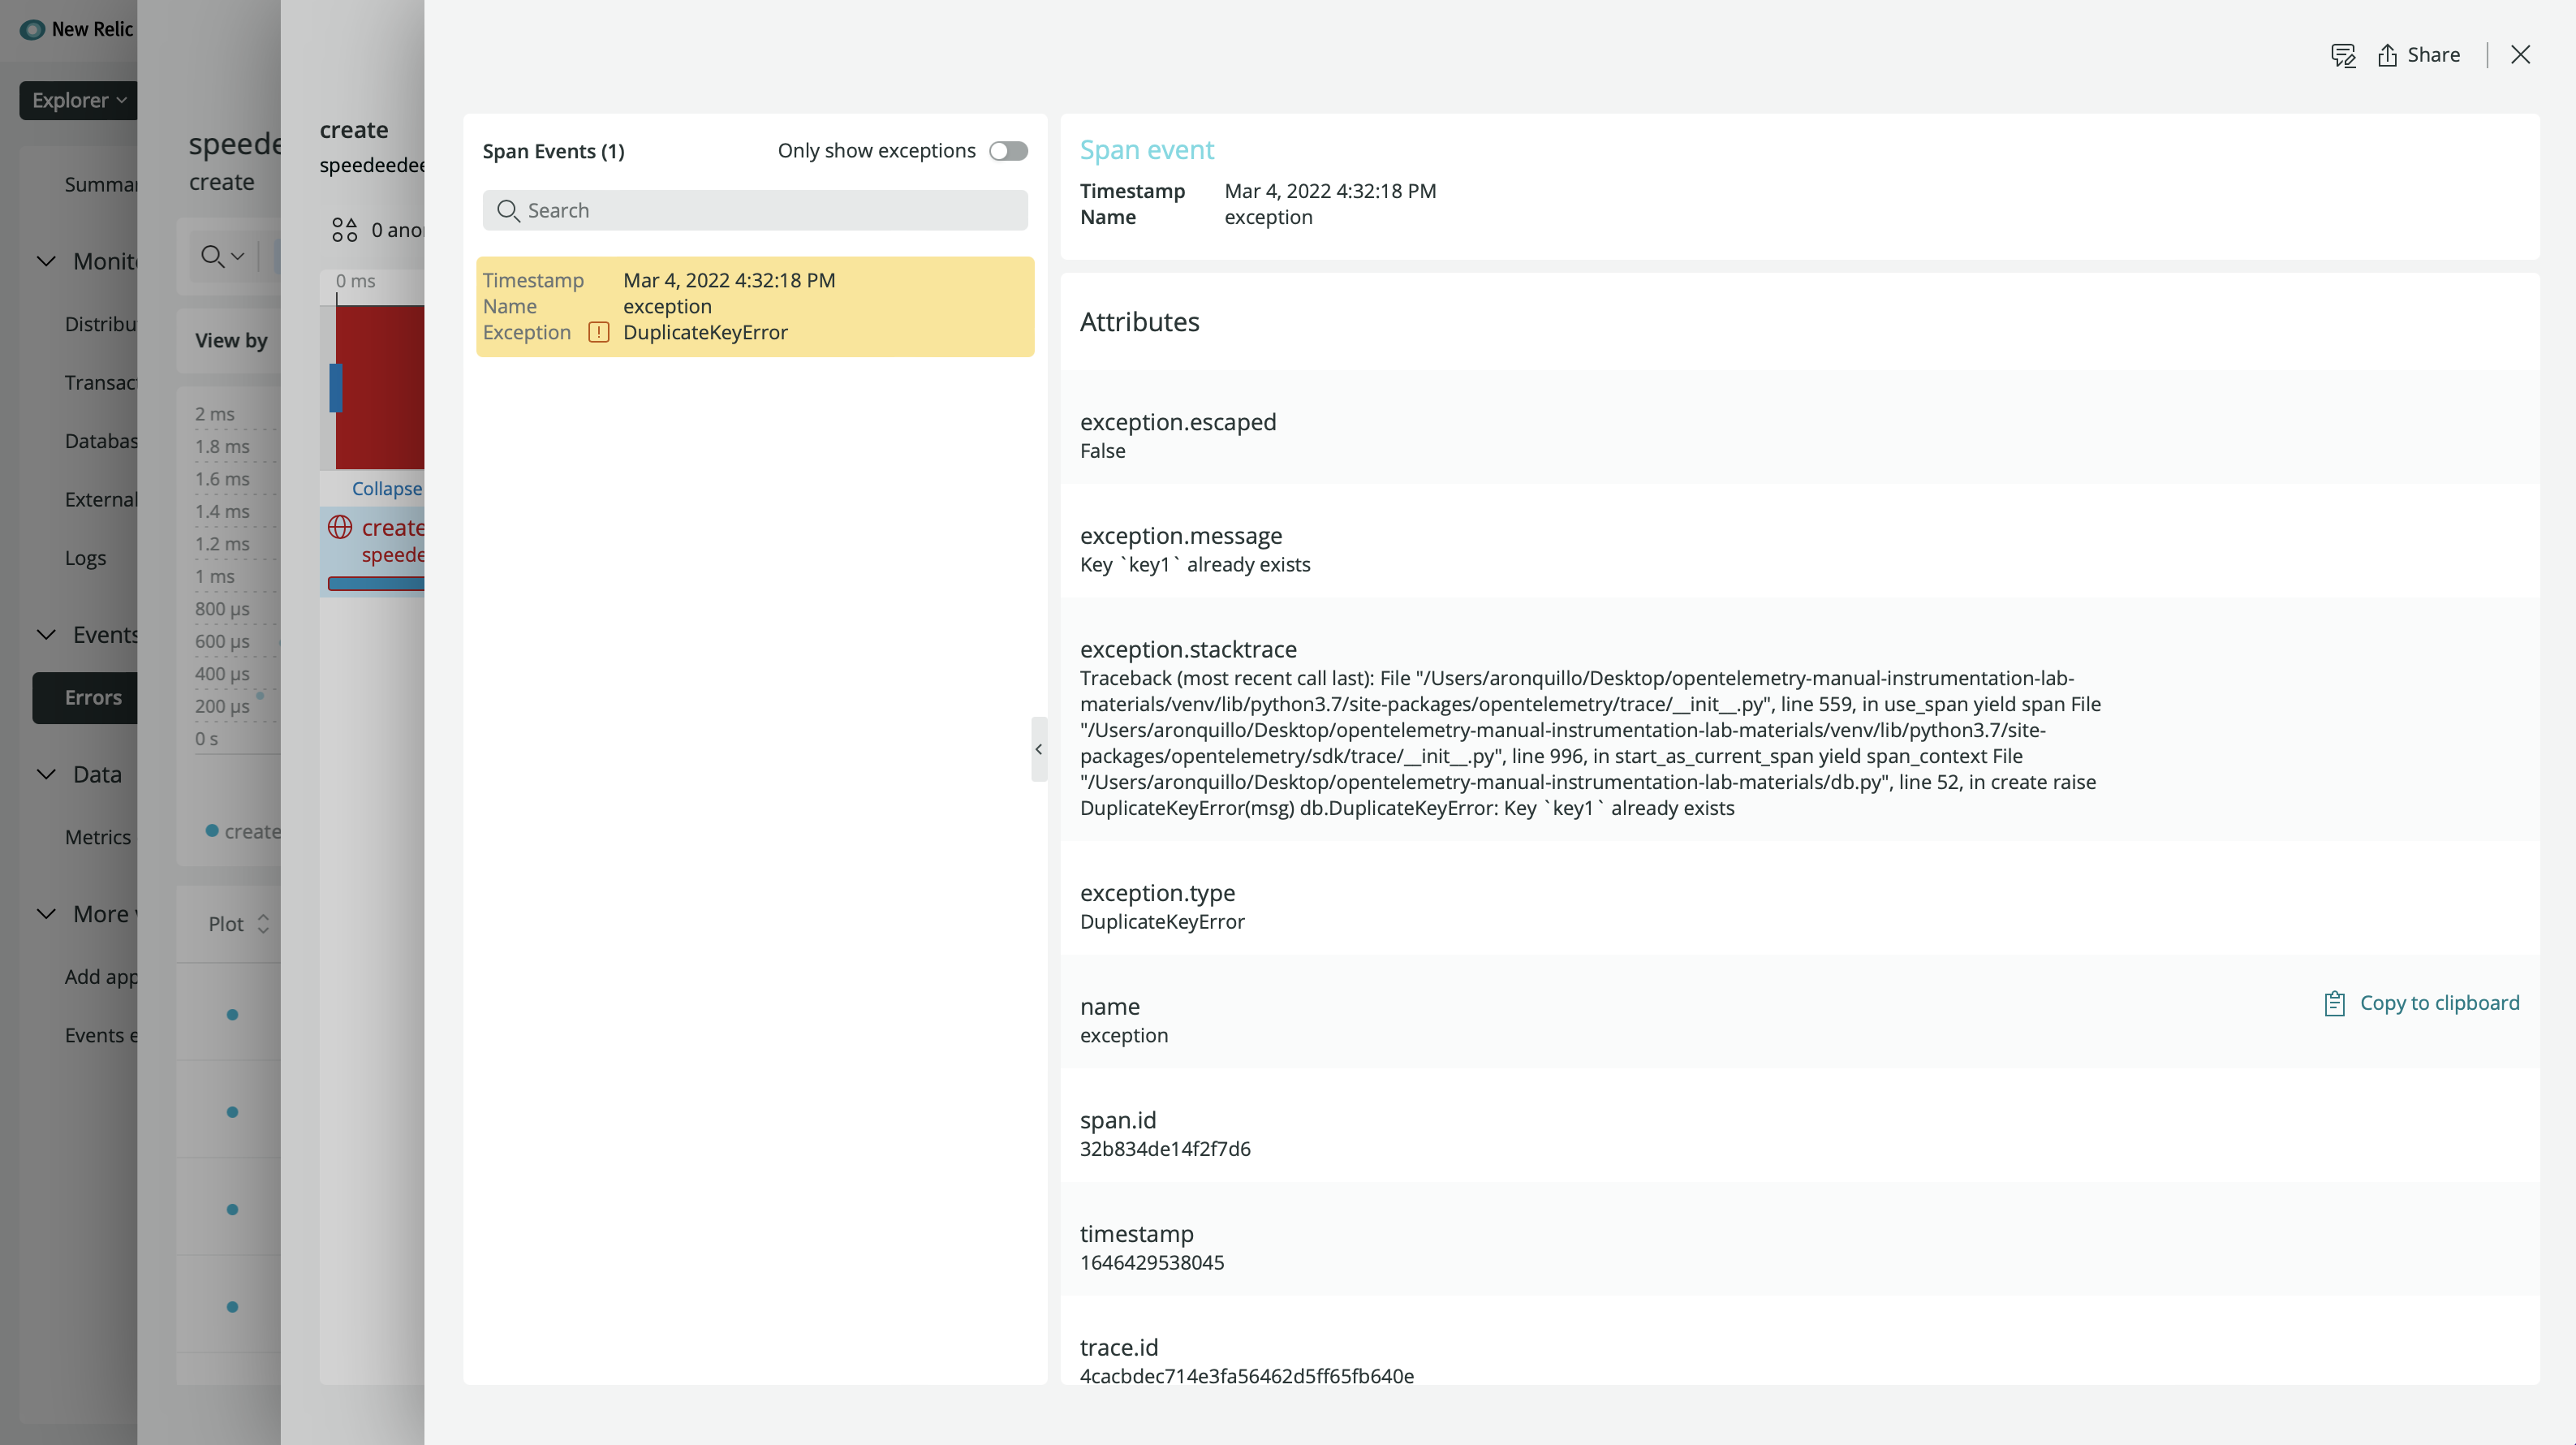 New Relic
Explorer
Summa
Monito
Distribu
Transac
Databas
External
Logs
Events
Errors
Data
Metrics
More
Add app
Events e
speede
create
View by
2 ms
1.8 ms
1.6 ms
1.4 ms
1.2 ms
1 ms
800 µs
600 µs
400 µs
200 µs
0 s
create
Plot
create
speedeedee
0 ano
0 ms
Collapse
create
speede
Share
Span Events (1)
Only show exceptions
Search
Timestamp Mar 4, 2022 4:32:18 PM
Name exception
Exception DuplicateKeyError
Span event
Timestamp Mar 4, 2022 4:32:18 PM
Name exception
Attributes
exception.escaped
False
exception.message
Key `key1` already exists
exception.stacktrace
Traceback (most recent call last): File "/Users/aronquillo/Desktop/opentelemetry-manual-instrumentation-lab-
materials/venv/lib/python3.7/site-packages/opentelemetry/trace/__init__.py", line 559, in use_span yield span File
"/Users/aronquillo/Desktop/opentelemetry-manual-instrumentation-lab-materials/venv/lib/python3.7/site-
packages/opentelemetry/sdk/trace/__init__.py", line 996, in start_as_current_span yield span_context File
"/Users/aronquillo/Desktop/opentelemetry-manual-instrumentation-lab-materials/db.py", line 52, in create raise
DuplicateKeyError(msg) db.DuplicateKeyError: Key `key1` already exists
exception.type
DuplicateKeyError
name
exception
Copy to clipboard
span.id
32b834de14f2f7d6
timestamp
1646429538045
trace.id
4cacbdec714e3fa56462d5ff65fb640e